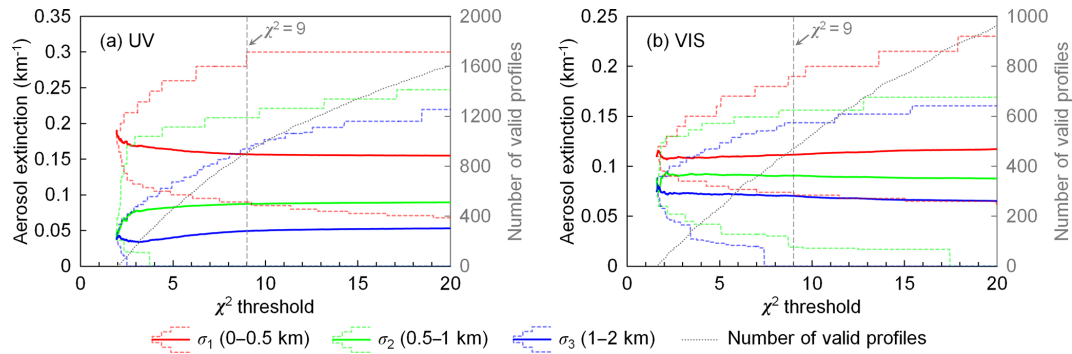 (a) UV
χ² = 9
Aerosol extinction (km⁻¹)
0.35
0.3
0.25
0.2
0.15
0.1
0.05
0
2000
1600
1200
800
400
0
Number of valid profiles
0
5
10
15
20
χ² threshold
(b) VIS
χ² = 9
Aerosol extinction (km⁻¹)
0.25
0.2
0.15
0.1
0.05
0
1000
800
600
400
200
0
Number of valid profiles
0
5
10
15
20
χ² threshold
σ₁ (0–0.5 km)
σ₂ (0.5–1 km)
σ₃ (1–2 km)
Number of valid profiles